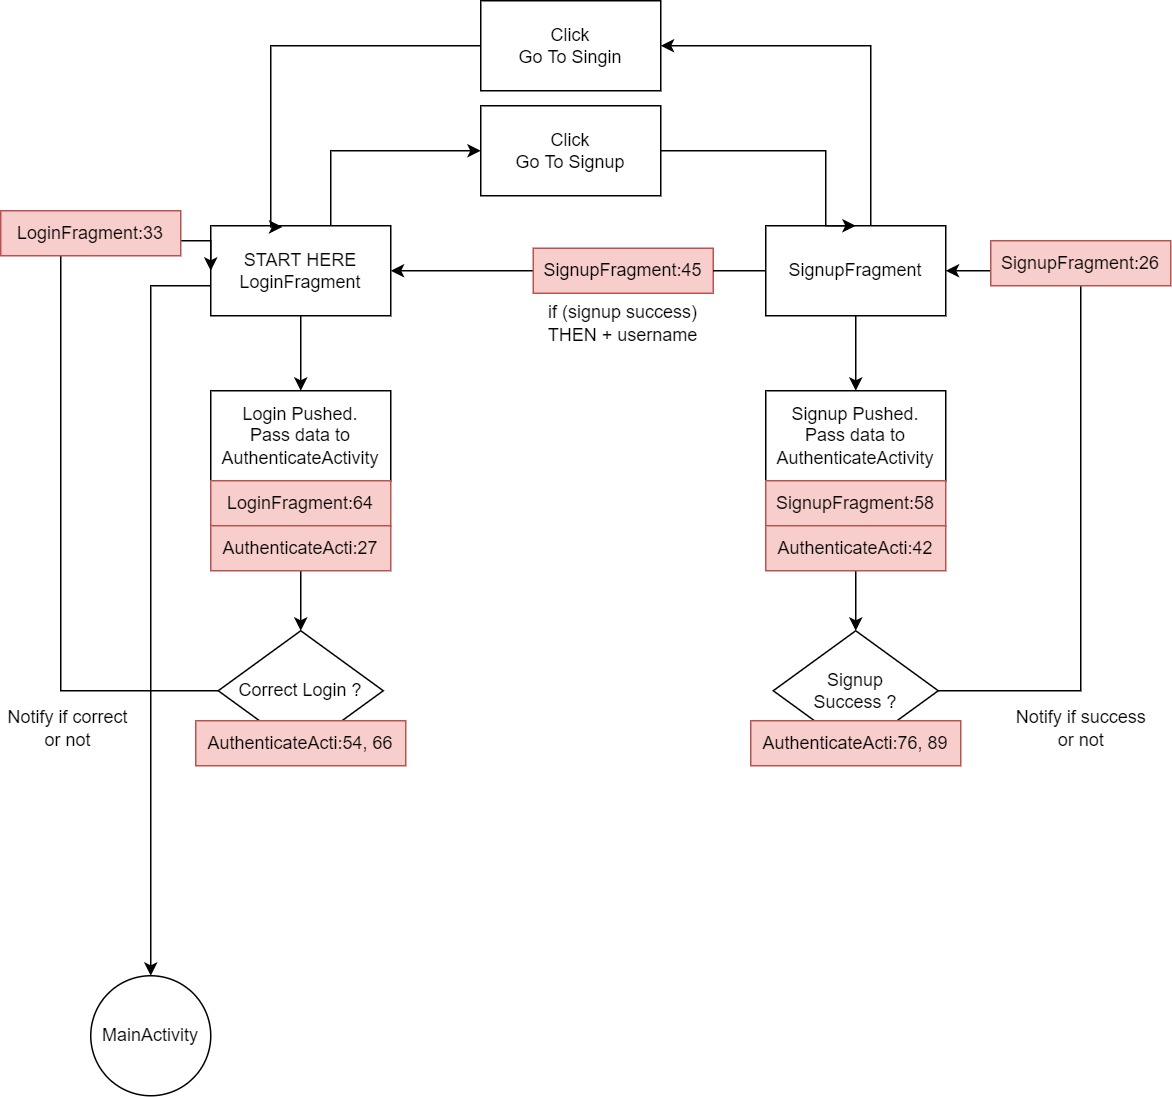 Click
Go To Singin
Click
Go To Signup
LoginFragment:33
START HERE
LoginFragment
SignupFragment:45
if (signup success)
THEN + username
SignupFragment
SignupFragment:26
Login Pushed.
Pass data to
AuthenticateActivity
LoginFragment:64
AuthenticateActi:27
Signup Pushed.
Pass data to
AuthenticateActivity
SignupFragment:58
AuthenticateActi:42
Correct Login ?
Notify if correct
or not
AuthenticateActi:54, 66
Signup
Success ?
AuthenticateActi:76, 89
Notify if success
or not
MainActivity